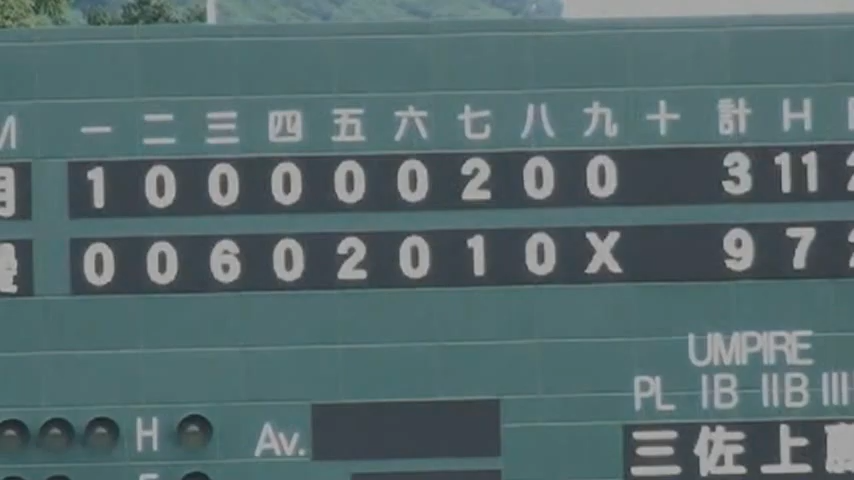 一 二 三 四 五 六 七 八 九 十 計 H
1 0 0 0 0 0 2 0 0 3 11
0 0 6 0 2 0 1 0 X 9 7
UMPIRE
PL IB IIB III
H Av.
三 佐 上